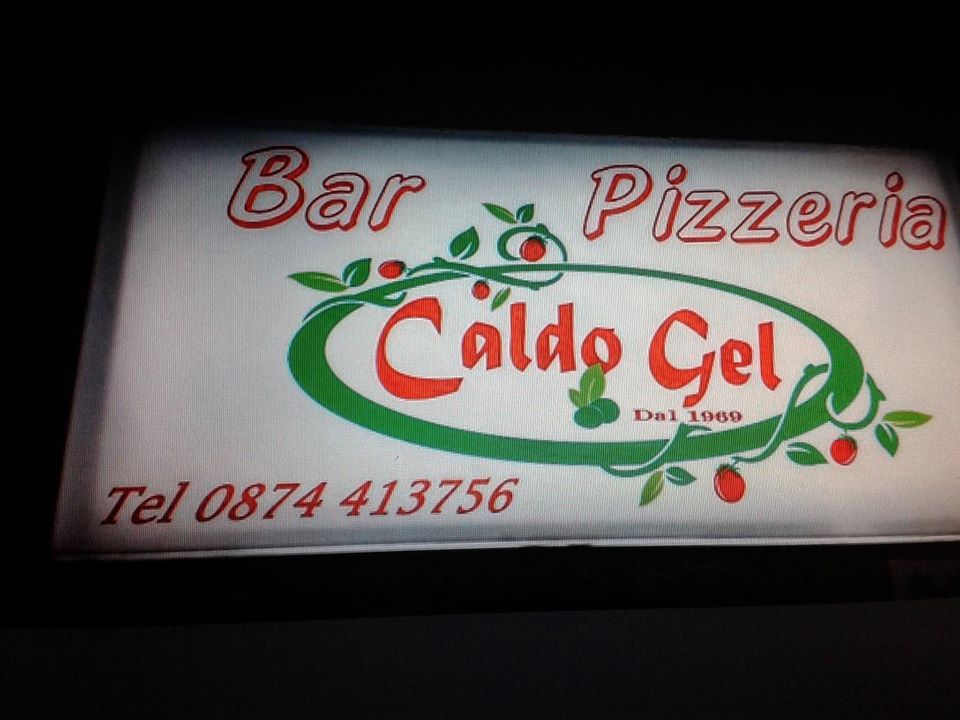 Bar Pizzeria
Caldo Gel
Dal 1969
Tel 0874 413756